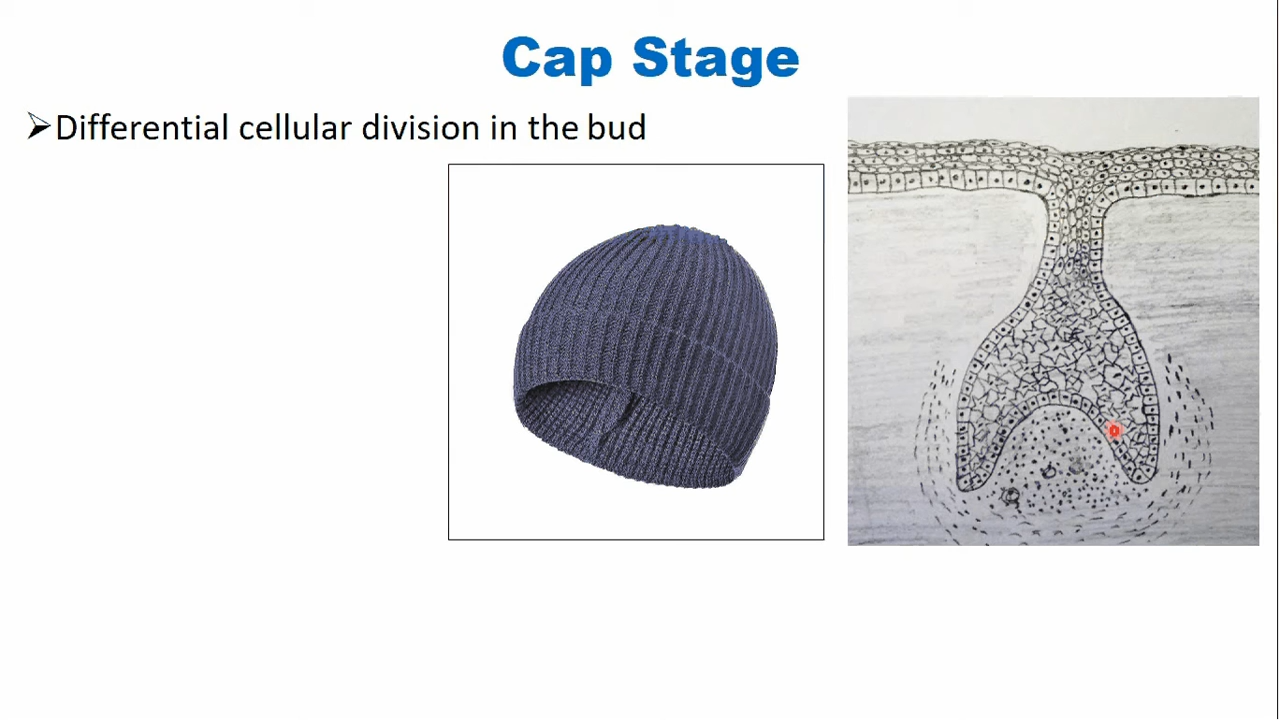 Cap Stage
Differential cellular division in the bud